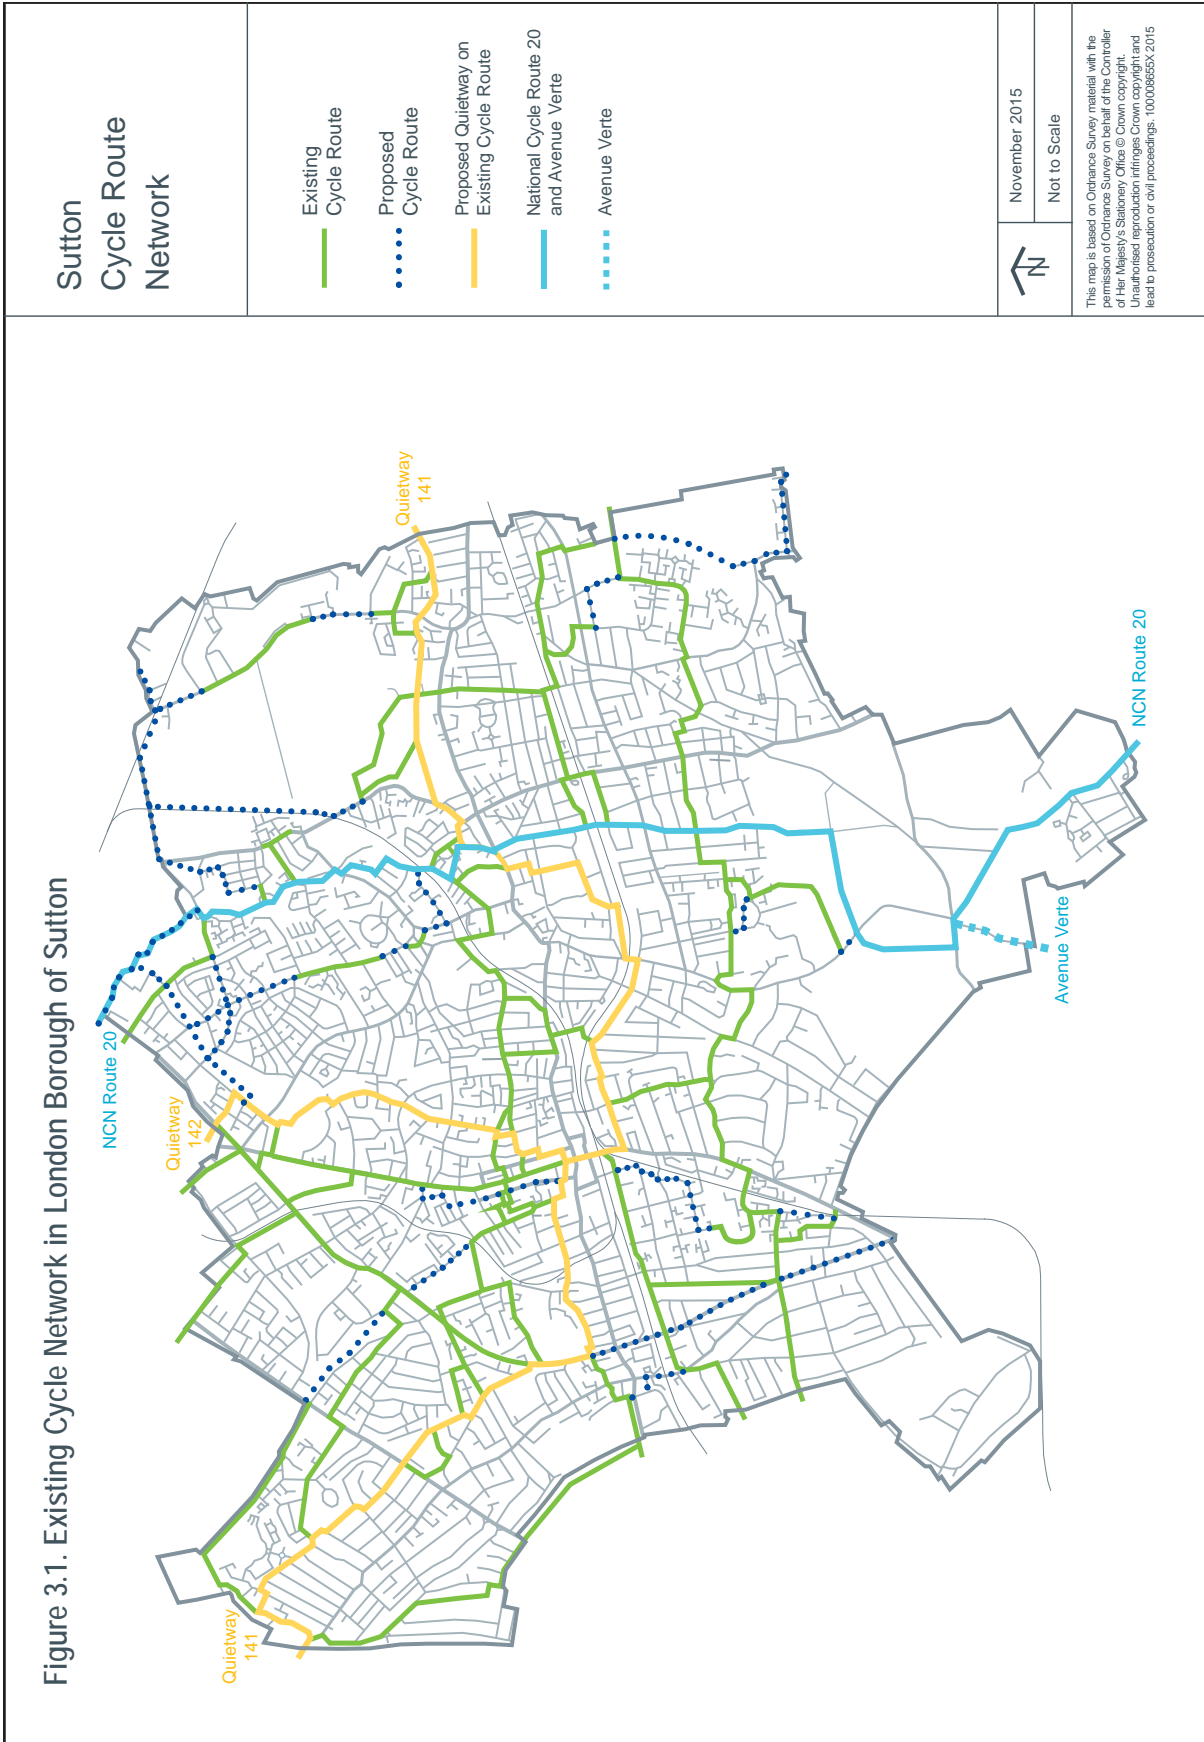 Figure 3.1. Existing Cycle Network in London Borough of Sutton
Quietway
141
Quietway
142
NCN Route 20
Quietway
141
Avenue Verte
NCN Route 20
Sutton
Cycle Route
Network
Existing
Cycle Route
Proposed
Cycle Route
Proposed Quietway on
Existing Cycle Route
National Cycle Route 20
and Avenue Verte
Avenue Verte
N
November 2015
Not to Scale
This map is based on Ordnance Survey material with the
permission of Ordnance Survey on behalf of the Controller
of Her Majesty's Stationery Office © Crown copyright.
Unauthorised reproduction infringes Crown copyright and
lead to prosecution or civil proceedings. 100008655X 2015